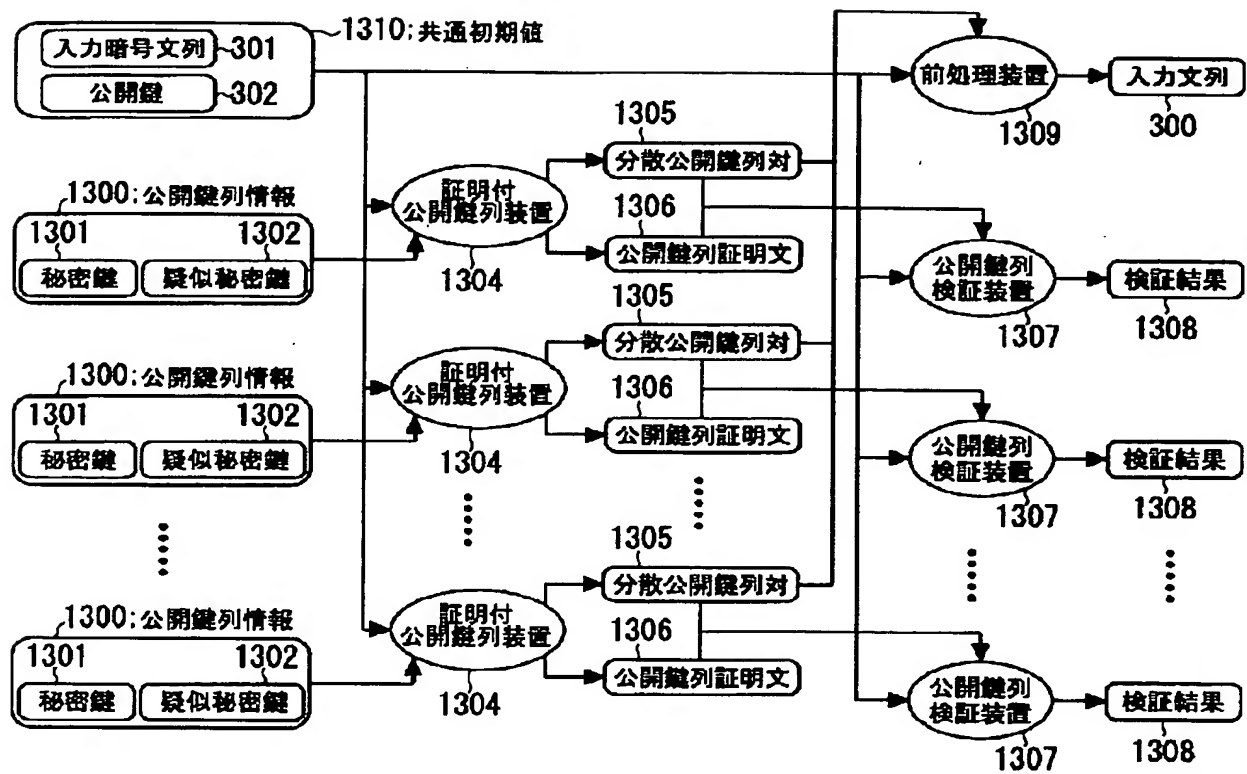 1310;共通初期値
入力暗号文列 301
公開鍵 302
前処理装置
1309
入力文列
300
1300;公開鍵列情報
1301 1302
秘密鍵 疑似秘密鍵
証明付
公開鍵列装置
1304
1305
分散公開鍵列対
1306
公開鍵列証明文
公開鍵列
検証装置
1307
検証結果
1308
1300;公開鍵列情報
1301 1302
秘密鍵 疑似秘密鍵
証明付
公開鍵列装置
1304
1305
分散公開鍵列対
1306
公開鍵列証明文
公開鍵列
検証装置
1307
検証結果
1308
1300;公開鍵列情報
1301 1302
秘密鍵 疑似秘密鍵
証明付
公開鍵列装置
1304
1305
分散公開鍵列対
1306
公開鍵列証明文
公開鍵列
検証装置
1307
検証結果
1308